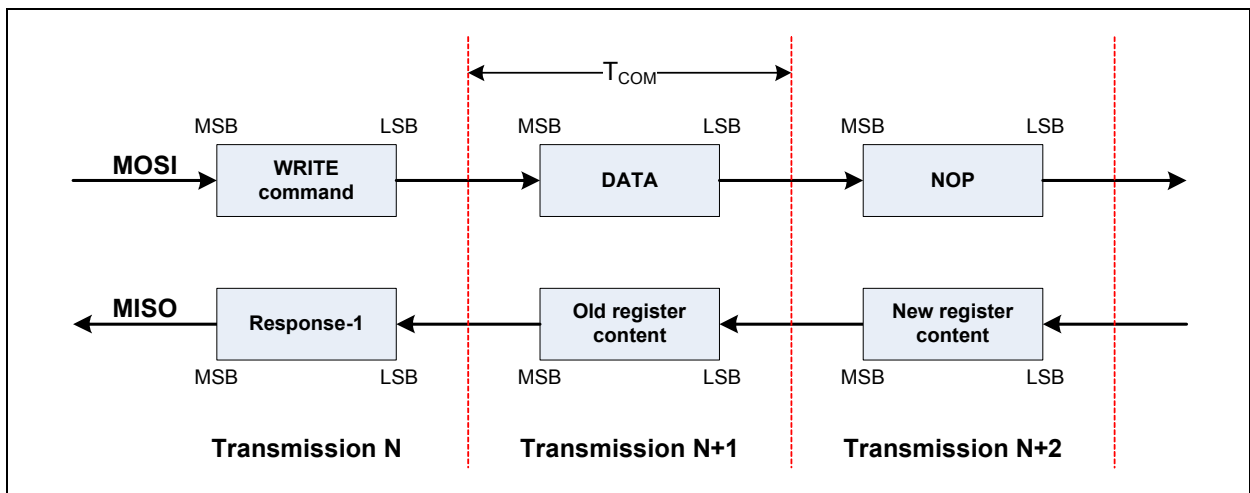 T_COM
MSB LSB MSB LSB MSB LSB
MOSI
WRITE
command
DATA
NOP
MISO
Response-1
Old register
content
New register
content
MSB LSB MSB LSB MSB LSB
Transmission N Transmission N+1 Transmission N+2